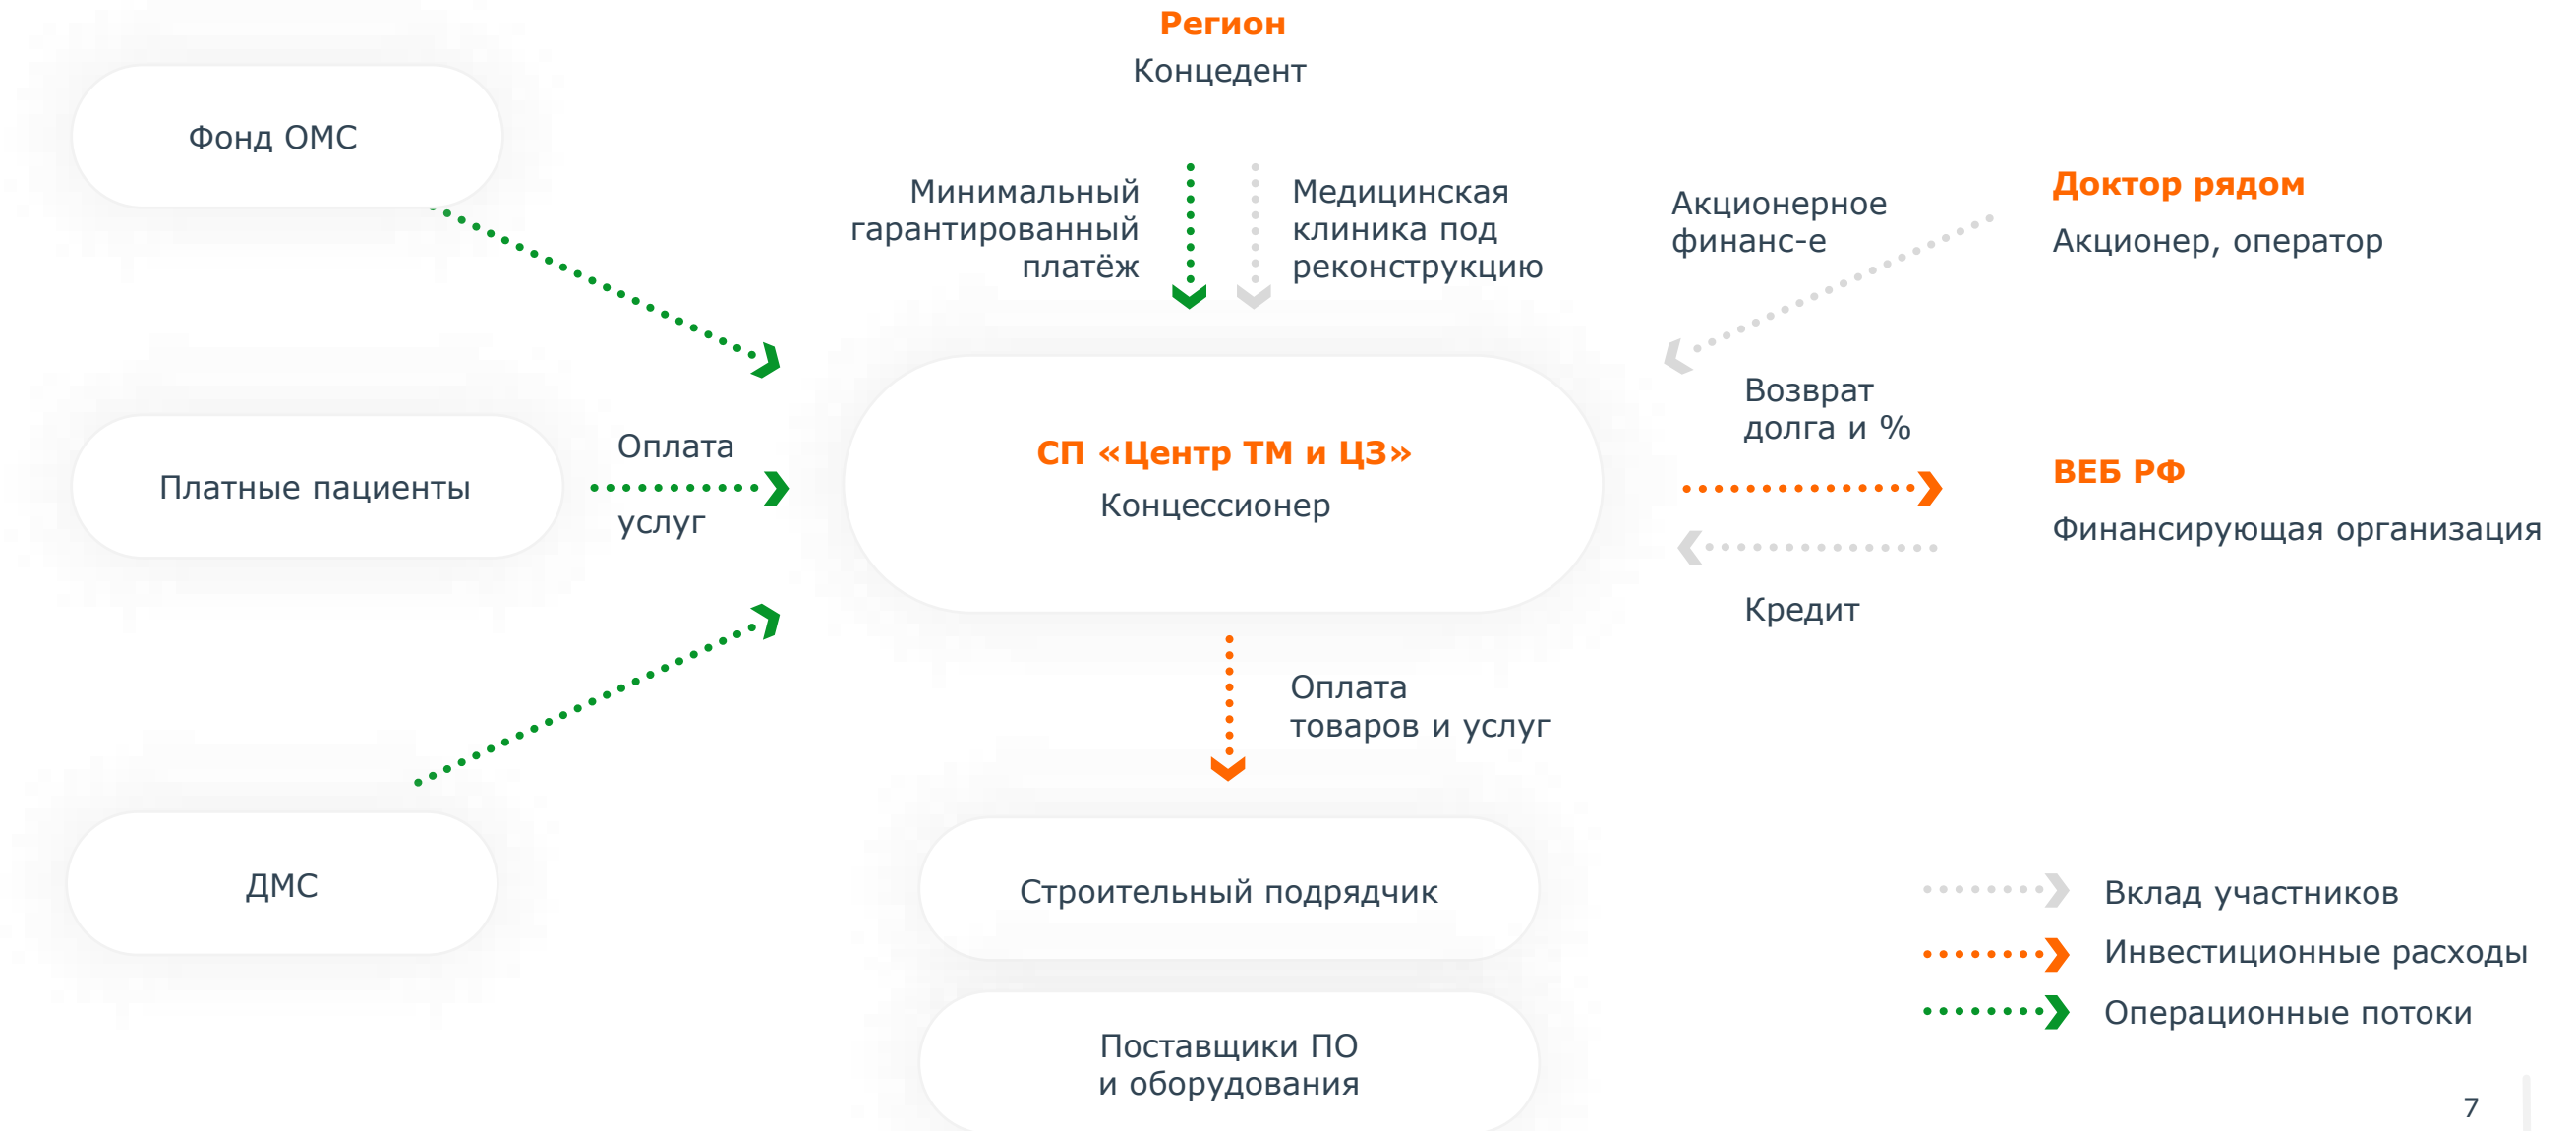 Регион
Концедент
Фонд ОМС
Минимальный
гарантированный
платёж
Медицинская
клиника под
реконструкцию
Акционерное
финанс-е
Доктор рядом
Акционер, оператор
Платные пациенты
Оплата
услуг
СП «Центр ТМ и ЦЗ»
Концессионер
Возврат
долга и %
ВЕБ РФ
Финансирующая организация
Кредит
Оплата
товаров и услуг
ДМС
Строительный подрядчик
Поставщики ПО
и оборудования
Вклад участников
Инвестиционные расходы
Операционные потоки
7